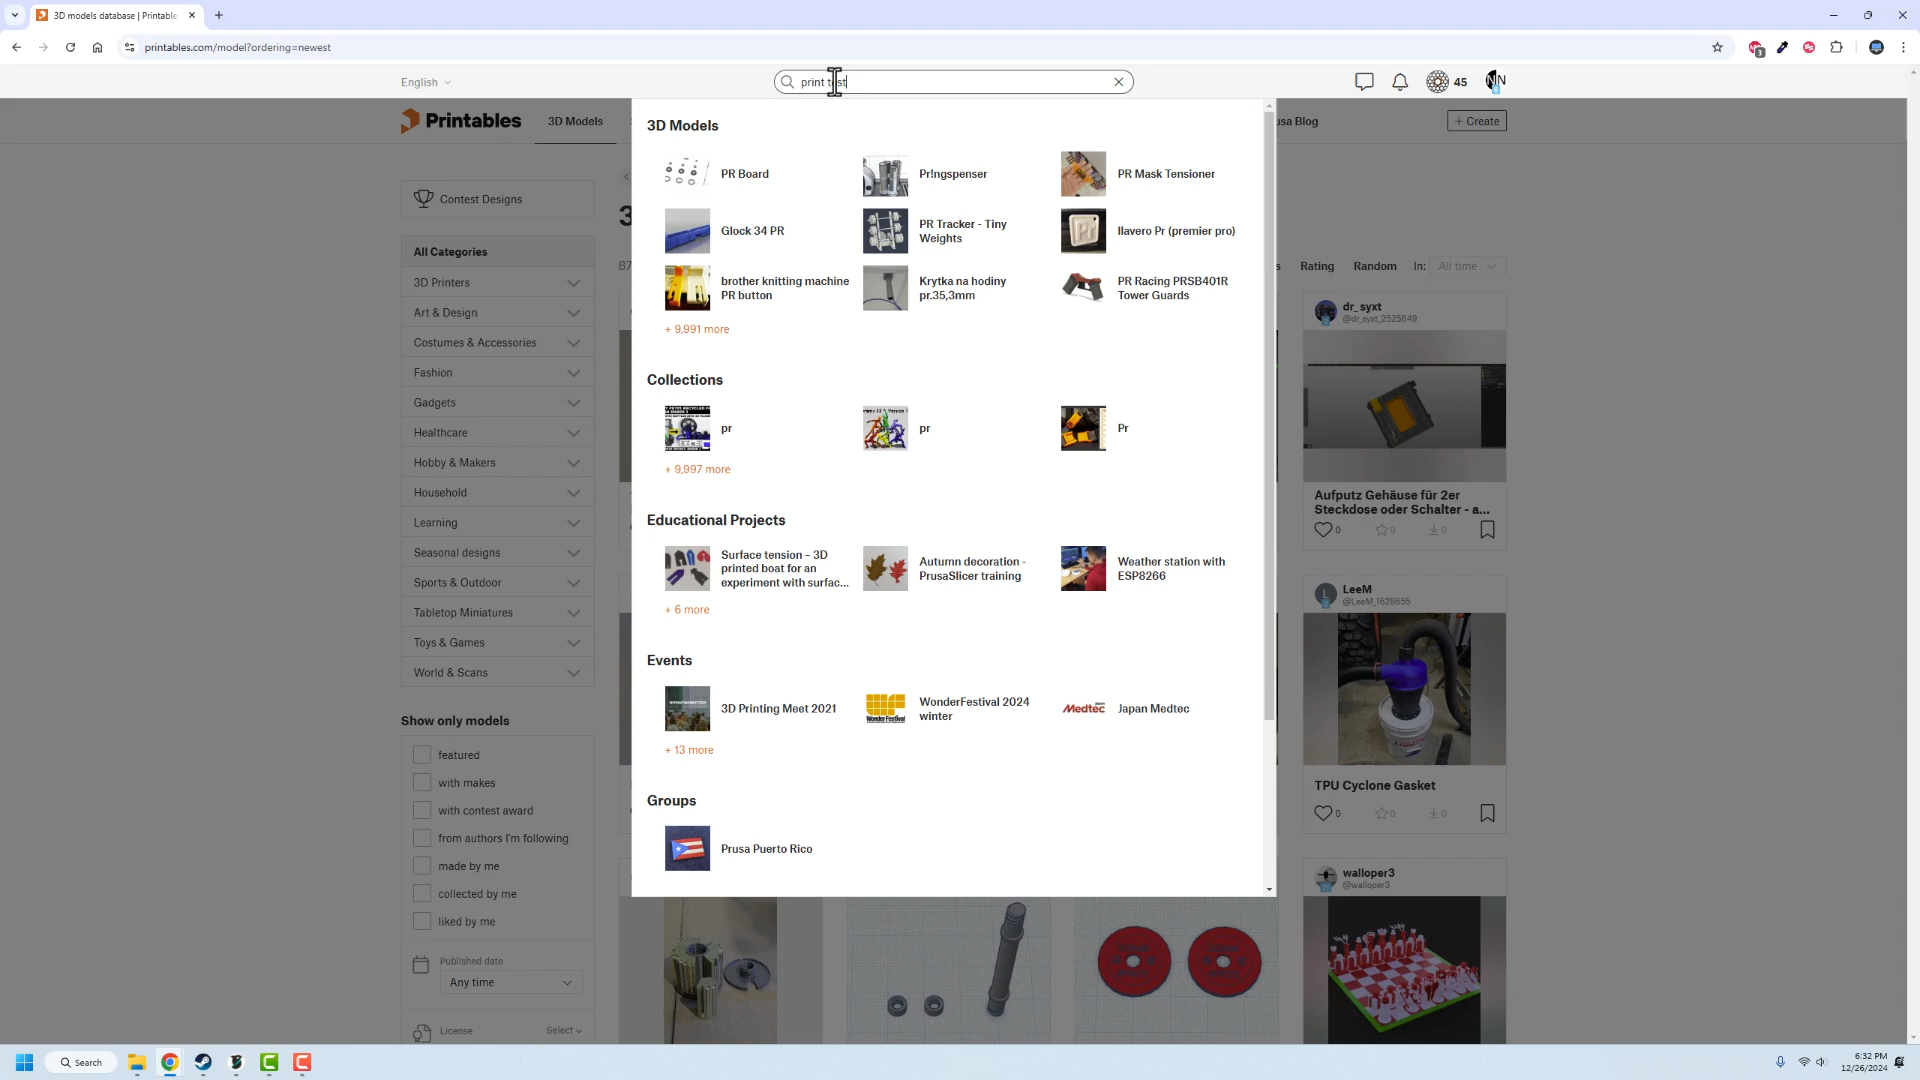 3D models database | Printable
printables.com/model?ordering=newest
English
print test
45
Printables
3D Models
usa Blog
+ Create
Contest Designs
All Categories
3D Printers
Art & Design
Costumes & Accessories
Fashion
Gadgets
Healthcare
Hobby & Makers
Household
Learning
Seasonal designs
Sports & Outdoor
Tabletop Miniatures
Toys & Games
World & Scans
Show only models
featured
with makes
with contest award
from authors I'm following
made by me
collected by me
liked by me
Published date
Any time
License
Select
3D Models
PR Board
Pr!ngspenser
PR Mask Tensioner
Glock 34 PR
PR Tracker - Tiny
Weights
llavero Pr (premier pro)
brother knitting machine
PR button
Krytka na hodiny
pr.35,3mm
PR Racing PRSB401R
Tower Guards
+ 9,991 more
Collections
pr
pr
Pr
+ 9,997 more
Educational Projects
Surface tension – 3D
printed boat for an
experiment with surfac...
Autumn decoration -
PrusaSlicer training
Weather station with
ESP8266
+ 6 more
Events
3D Printing Meet 2021
WonderFestival 2024
winter
Medtec
Japan Medtec
+ 13 more
Groups
Prusa Puerto Rico
Rating
Random
In:
All time
dr_syxt
@dr_syxt_2525649
Aufputz Gehäuse für 2er
Steckdose oder Schalter - a...
0
0
0
LeeM
@LeeM_1628655
TPU Cyclone Gasket
0
0
0
walloper3
@walloper3
Search
6:32 PM
12/26/2024